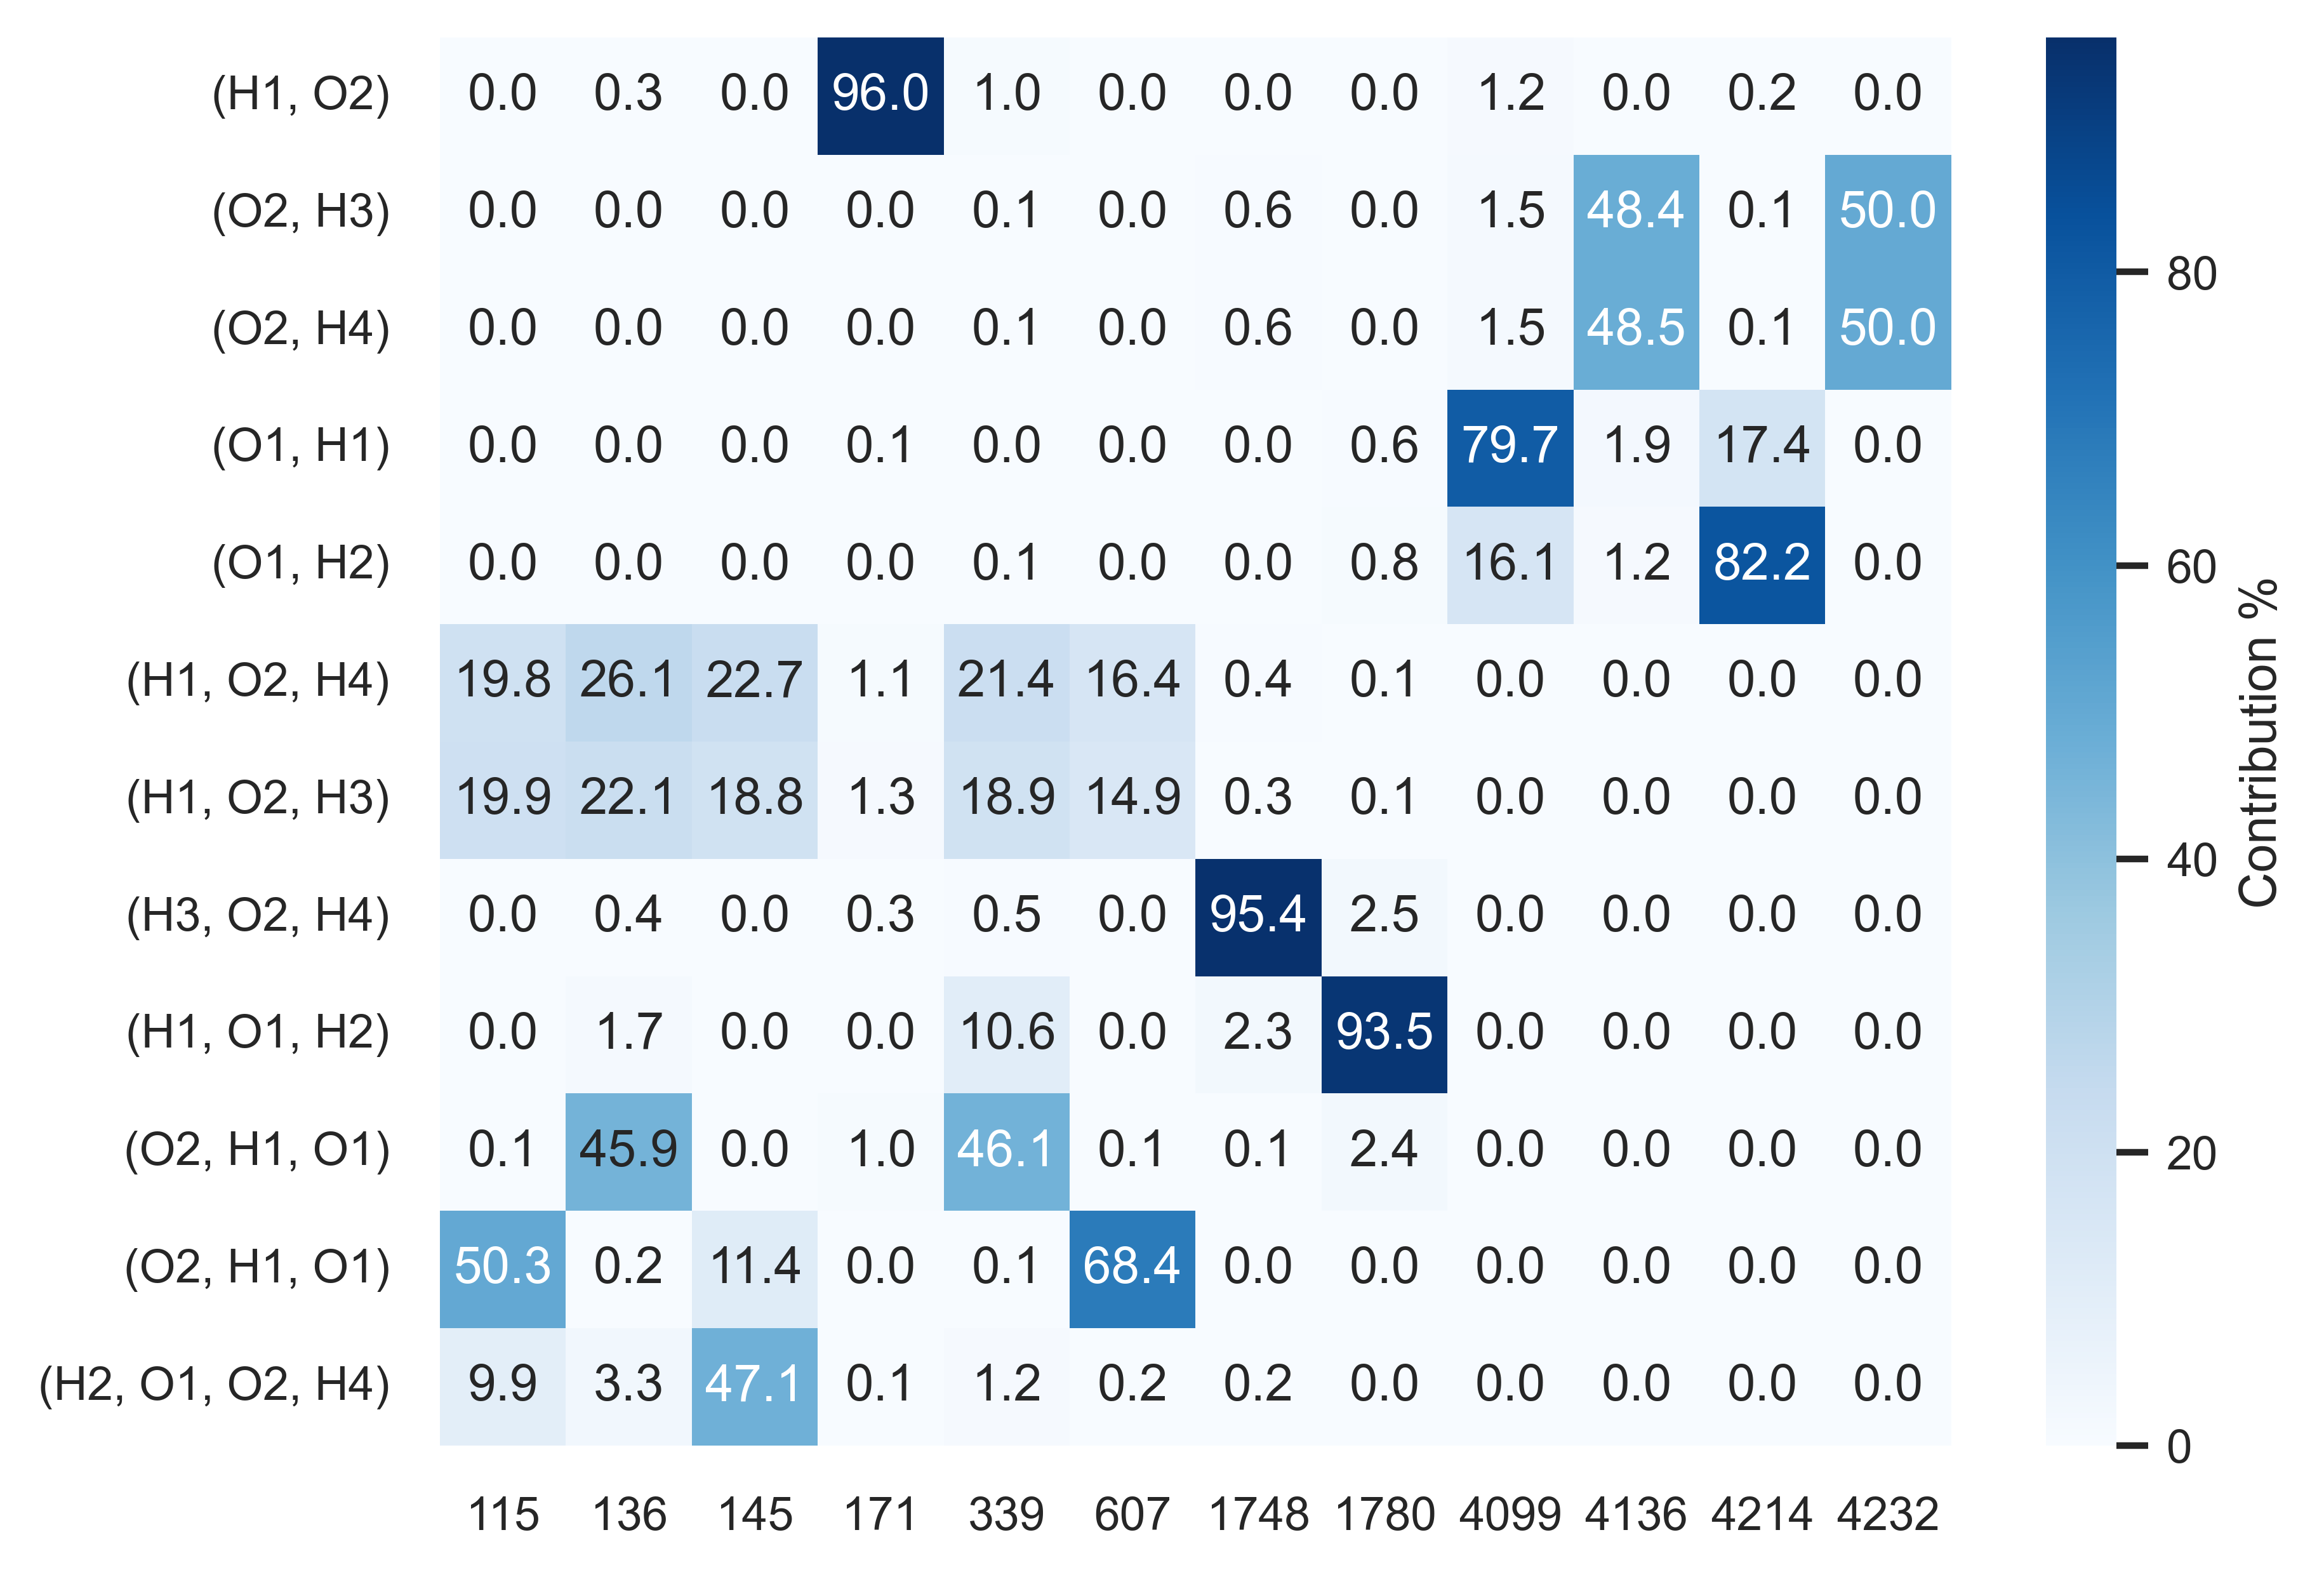 (H1, O2) 0.0 0.3 0.0 96.0 1.0 0.0 0.0 0.0 1.2 0.0 0.2 0.0
(O2, H3) 0.0 0.0 0.0 0.0 0.1 0.0 0.6 0.0 1.5 48.4 0.1 50.0
(O2, H4) 0.0 0.0 0.0 0.0 0.1 0.0 0.6 0.0 1.5 48.5 0.1 50.0
(O1, H1) 0.0 0.0 0.0 0.1 0.0 0.0 0.0 0.6 79.7 1.9 17.4 0.0
(O1, H2) 0.0 0.0 0.0 0.0 0.1 0.0 0.0 0.8 16.1 1.2 82.2 0.0
(H1, O2, H4) 19.8 26.1 22.7 1.1 21.4 16.4 0.4 0.1 0.0 0.0 0.0 0.0
(H1, O2, H3) 19.9 22.1 18.8 1.3 18.9 14.9 0.3 0.1 0.0 0.0 0.0 0.0
(H3, O2, H4) 0.0 0.4 0.0 0.3 0.5 0.0 95.4 2.5 0.0 0.0 0.0 0.0
(H1, O1, H2) 0.0 1.7 0.0 0.0 10.6 0.0 2.3 93.5 0.0 0.0 0.0 0.0
(O2, H1, O1) 0.1 45.9 0.0 1.0 46.1 0.1 0.1 2.4 0.0 0.0 0.0 0.0
(O2, H1, O1) 50.3 0.2 11.4 0.0 0.1 68.4 0.0 0.0 0.0 0.0 0.0 0.0
(H2, O1, O2, H4) 9.9 3.3 47.1 0.1 1.2 0.2 0.2 0.0 0.0 0.0 0.0 0.0
115 136 145 171 339 607 1748 1780 4099 4136 4214 4232
80
60
40
20
0
Contribution %